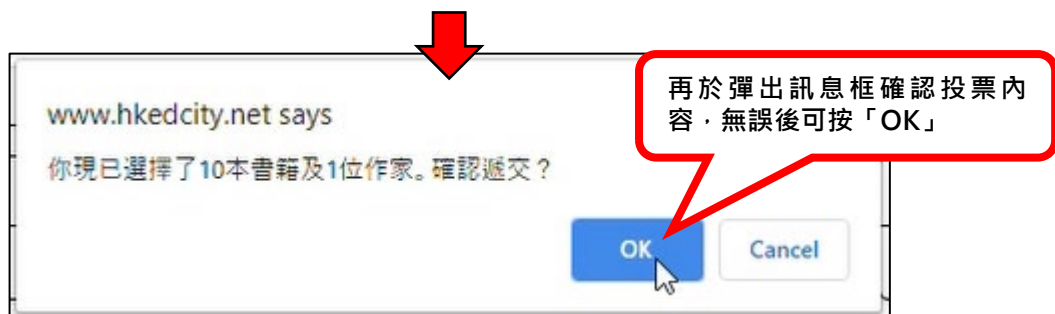 再於彈出訊息框確認投票內
容，無誤後可按「OK」
www.hkedcity.net says
你現已選擇了10本書籍及1位作家。確認遞交？
OK
Cancel